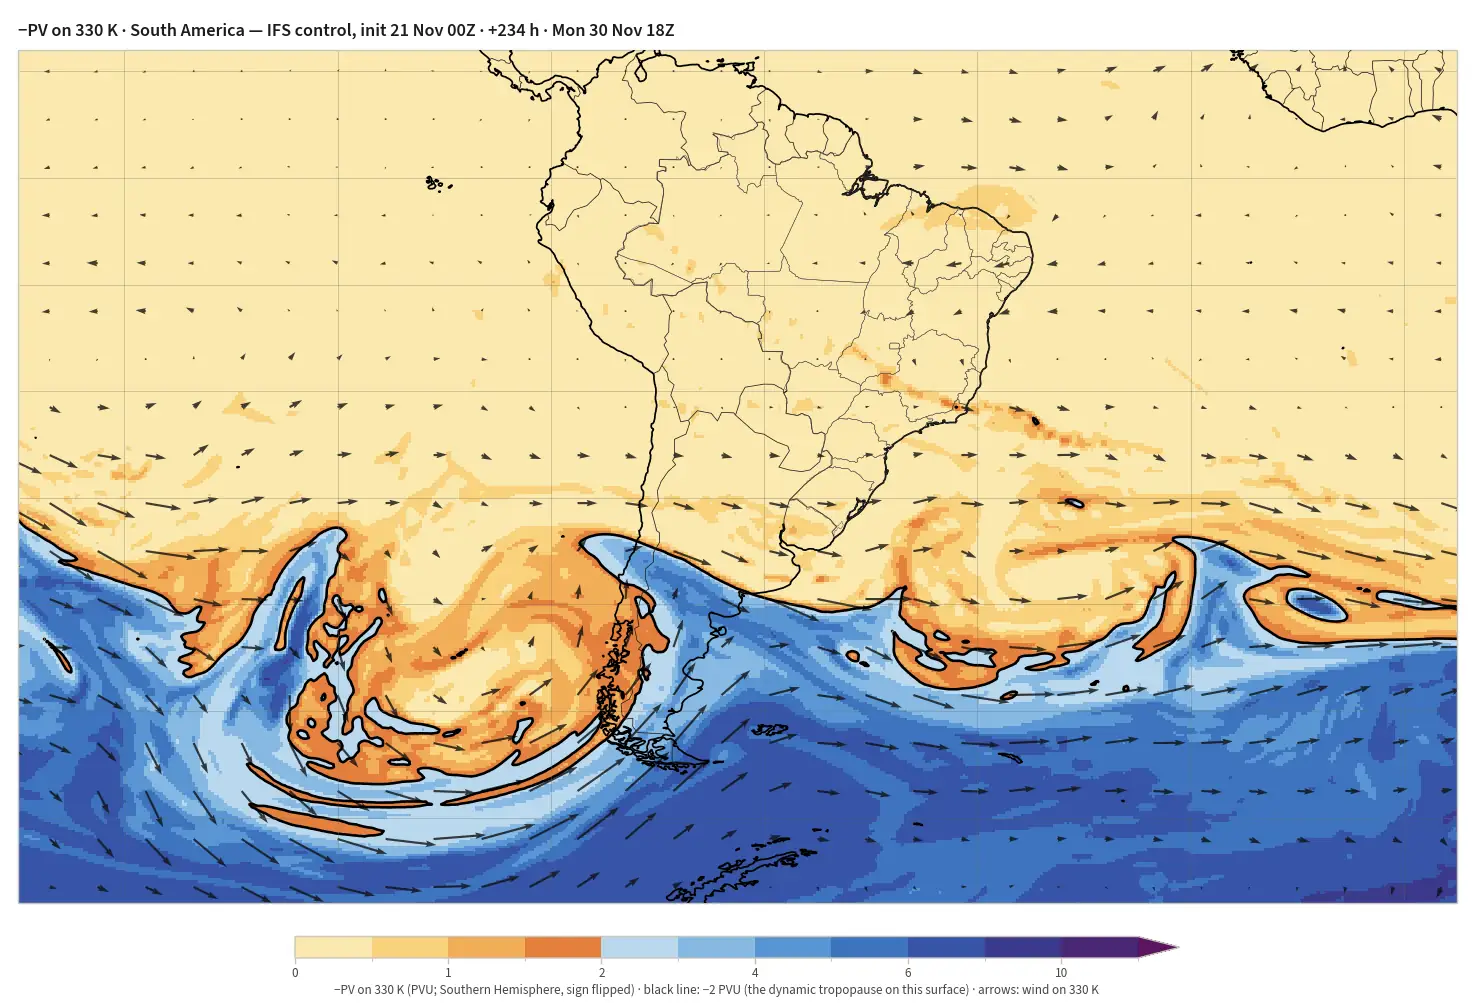 −PV on 330 K · South America — IFS control, init 21 Nov 00Z · +234 h · Mon 30 Nov 18Z
0 1 2 4 6 10
−PV on 330 K (PVU; Southern Hemisphere, sign flipped) · black line: −2 PVU (the dynamic tropopause on this surface) · arrows: wind on 330 K